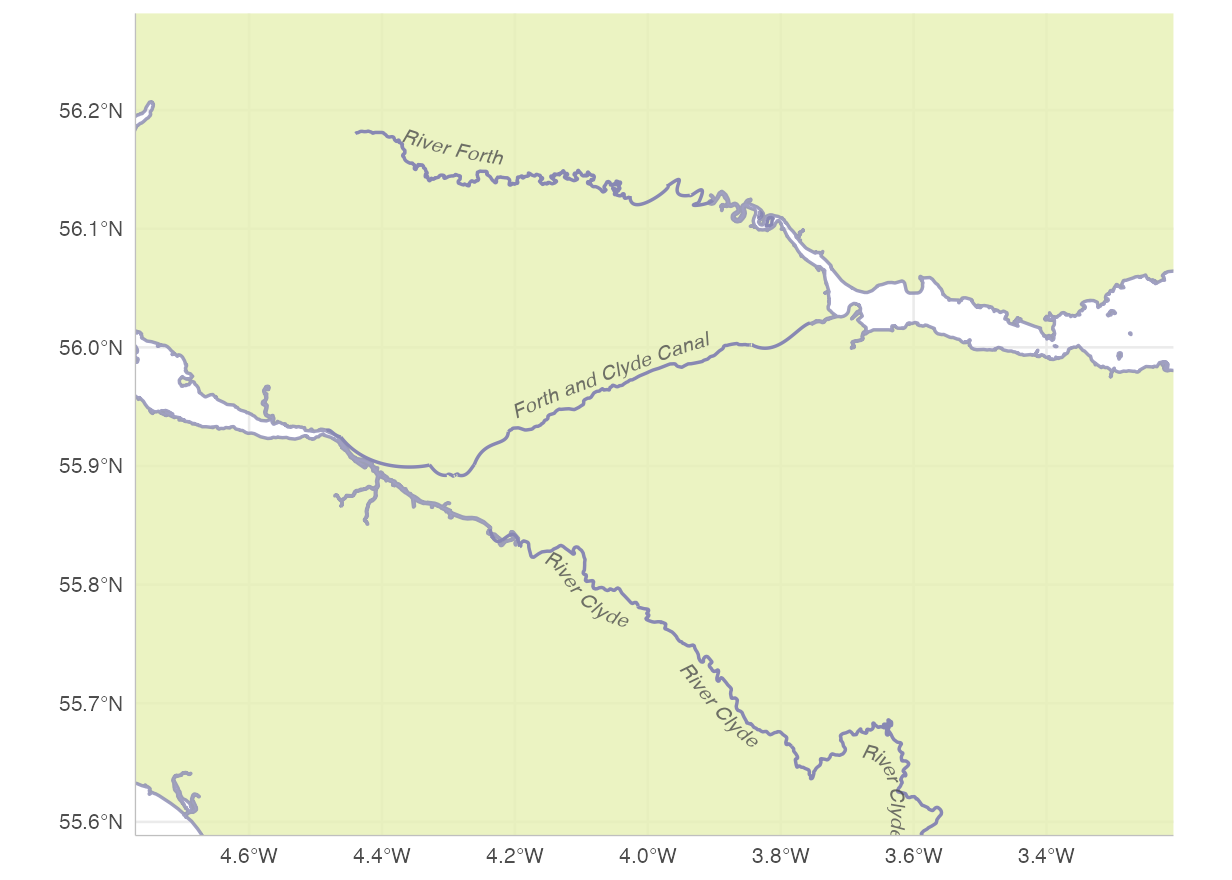 56.2°N
River Forth
56.1°N
56.0°N
Forth and Clyde Canal
55.9°N
55.8°N
River Clyde
55.7°N
River Clyde
River Clyde
55.6°N
4.6°W 4.4°W 4.2°W 4.0°W 3.8°W 3.6°W 3.4°W